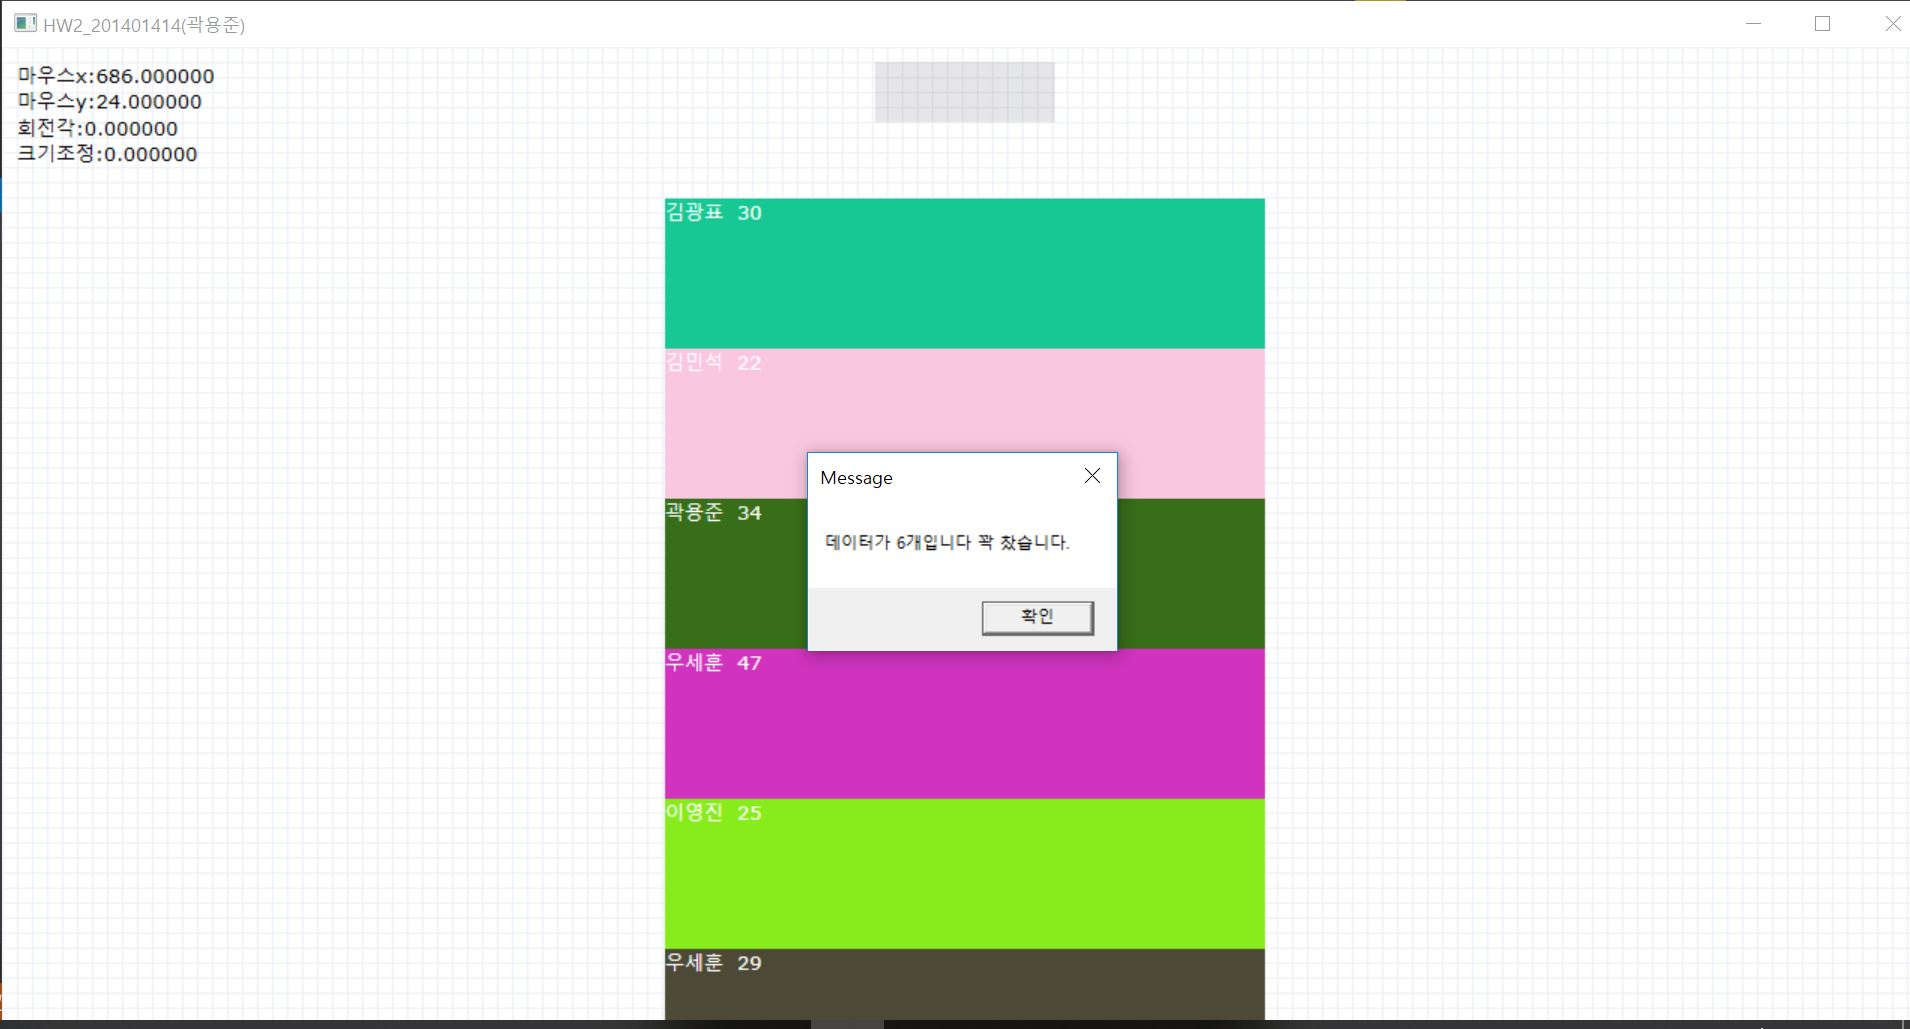 HW2_201401414(곽용준)
마우스x:686.000000
마우스y:24.000000
회전각:0.000000
크기조정:0.000000
김광표 30
김민석 22
곽용준 34
Message
데이터가 6개입니다 꽉 찼습니다.
확인
우세훈 47
이영진 25
우세훈 29